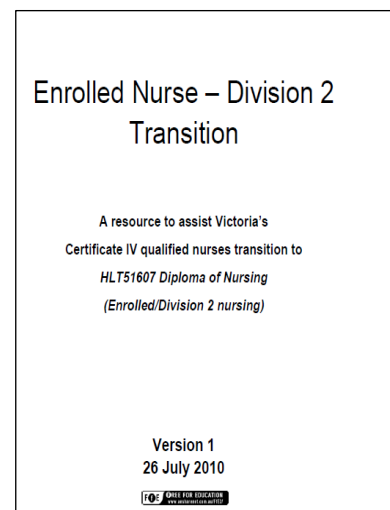 Enrolled Nurse – Division 2
Transition
A resource to assist Victoria's
Certificate IV qualified nurses transition to
HLT51607 Diploma of Nursing
(Enrolled/Division 2 nursing)
Version 1
26 July 2010
FREE FOR EDUCATION